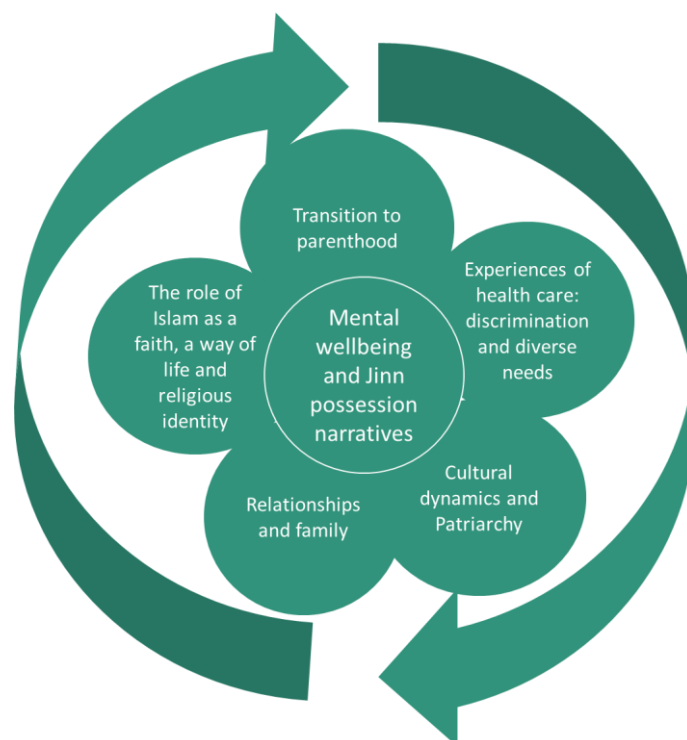 Transition to
parenthood
Experiences of
health care:
discrimination
and diverse
needs
Cultural
dynamics and
Patriarchy
Relationships
and family
The role of
Islam as a
faith, a way of
life and
religious
identity
Mental
wellbeing
and Jinn
possession
narratives